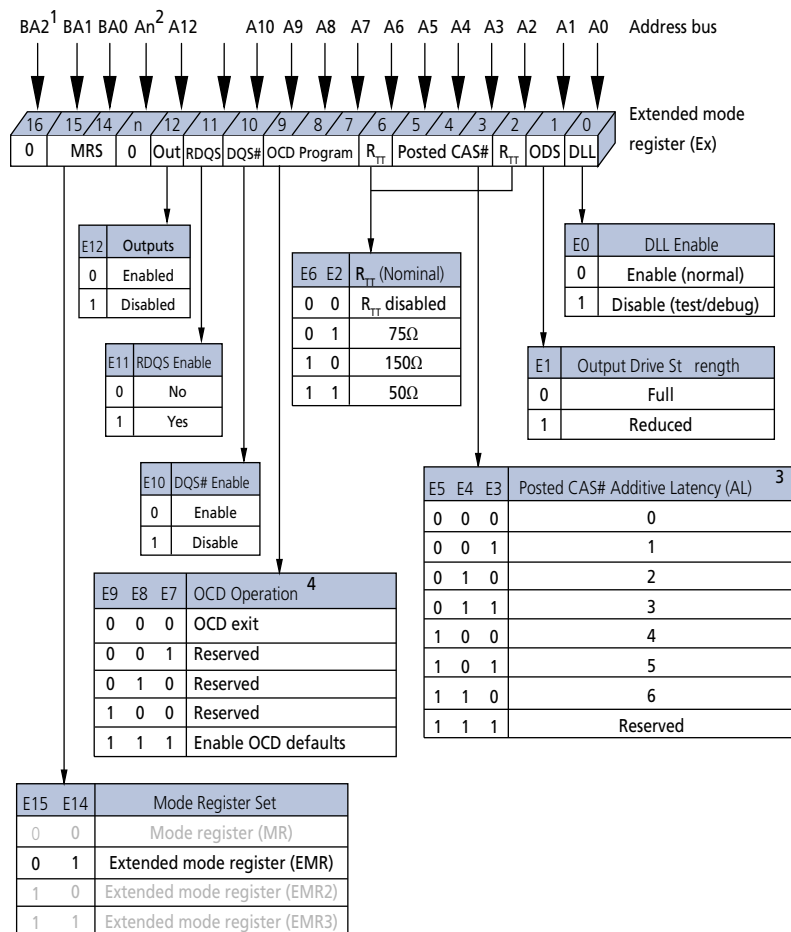 BA2¹ BA1 BA0 An² A12 A10 A9 A8 A7 A6 A5 A4 A3 A2 A1 A0 Address bus
16 15 14 n 12 11 10 9 8 7 6 5 4 3 2 1 0
Extended mode
register (Ex)
0 MRS 0 Out RDQS DQS# OCD Program RTT Posted CAS# RTT ODS DLL
E12 Outputs
0 Enabled
1 Disabled
E6 E2 RTT (Nominal)
0 0 RTT disabled
0 1 75Ω
1 0 150Ω
1 1 50Ω
E0 DLL Enable
0 Enable (normal)
1 Disable (test/debug)
E11 RDQS Enable
0 No
1 Yes
E1 Output Drive St rength
0 Full
1 Reduced
E10 DQS# Enable
0 Enable
1 Disable
E5 E4 E3 Posted CAS# Additive Latency (AL) 3
0 0 0 0
0 0 1 1
0 1 0 2
0 1 1 3
1 0 0 4
1 0 1 5
1 1 0 6
1 1 1 Reserved
E9 E8 E7 OCD Operation 4
0 0 0 OCD exit
0 0 1 Reserved
0 1 0 Reserved
1 0 0 Reserved
1 1 1 Enable OCD defaults
E15 E14 Mode Register Set
0 0 Mode register (MR)
0 1 Extended mode register (EMR)
1 0 Extended mode register (EMR2)
1 1 Extended mode register (EMR3)